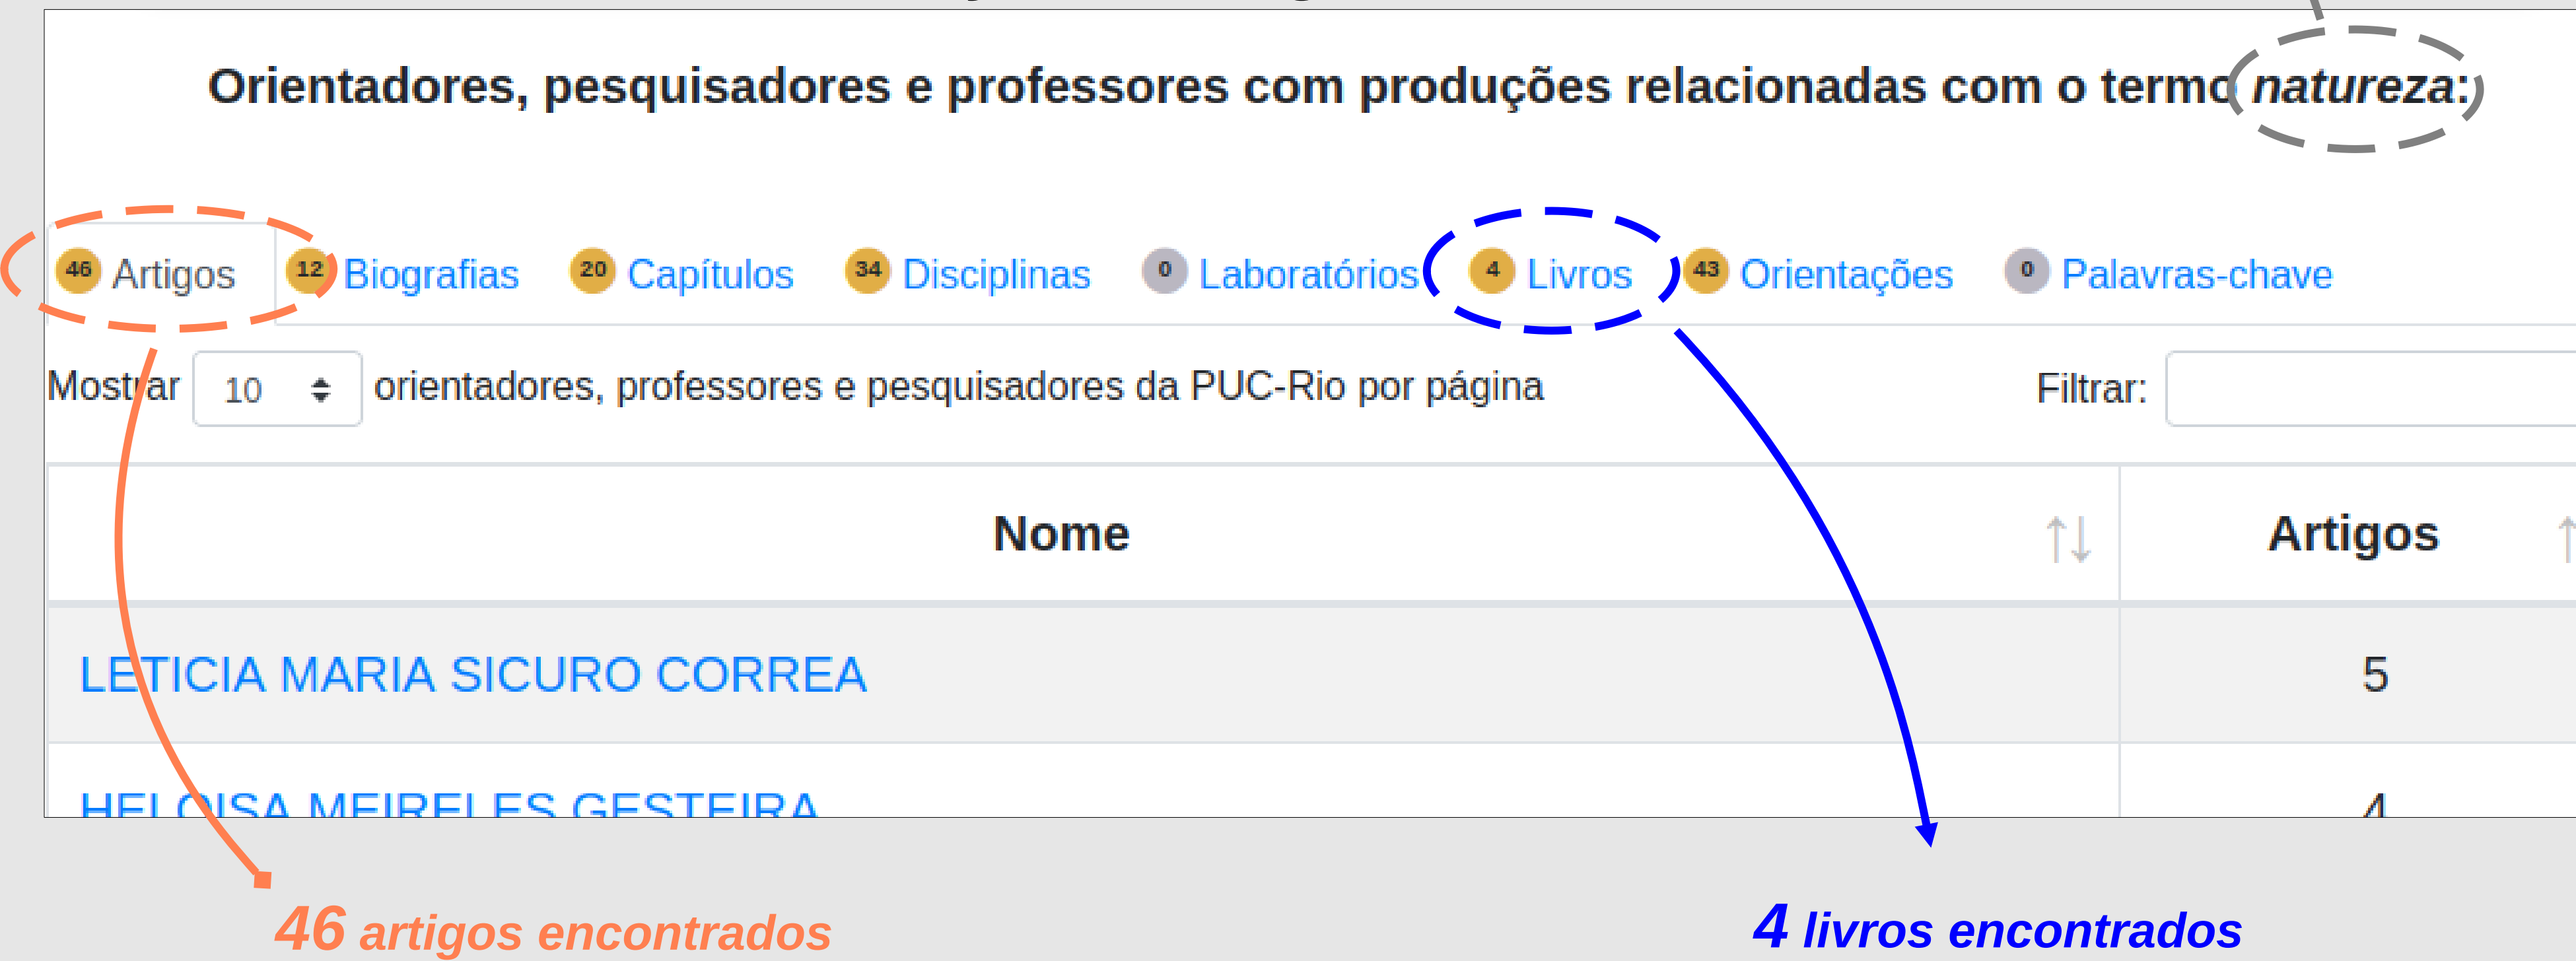 Orientadores, pesquisadores e professores com produções relacionadas com o termo natureza:
46 Artigos 12 Biografias 20 Capítulos 34 Disciplinas 0 Laboratórios 4 Livros 43 Orientações 0 Palavras-chave
Mostrar 10 orientadores, professores e pesquisadores da PUC-Rio por página Filtrar:
Nome Artigos
LETICIA MARIA SICURO CORREA 5
HELOISA MEIRELES GESTEIRA 4
46 artigos encontrados 4 livros encontrados